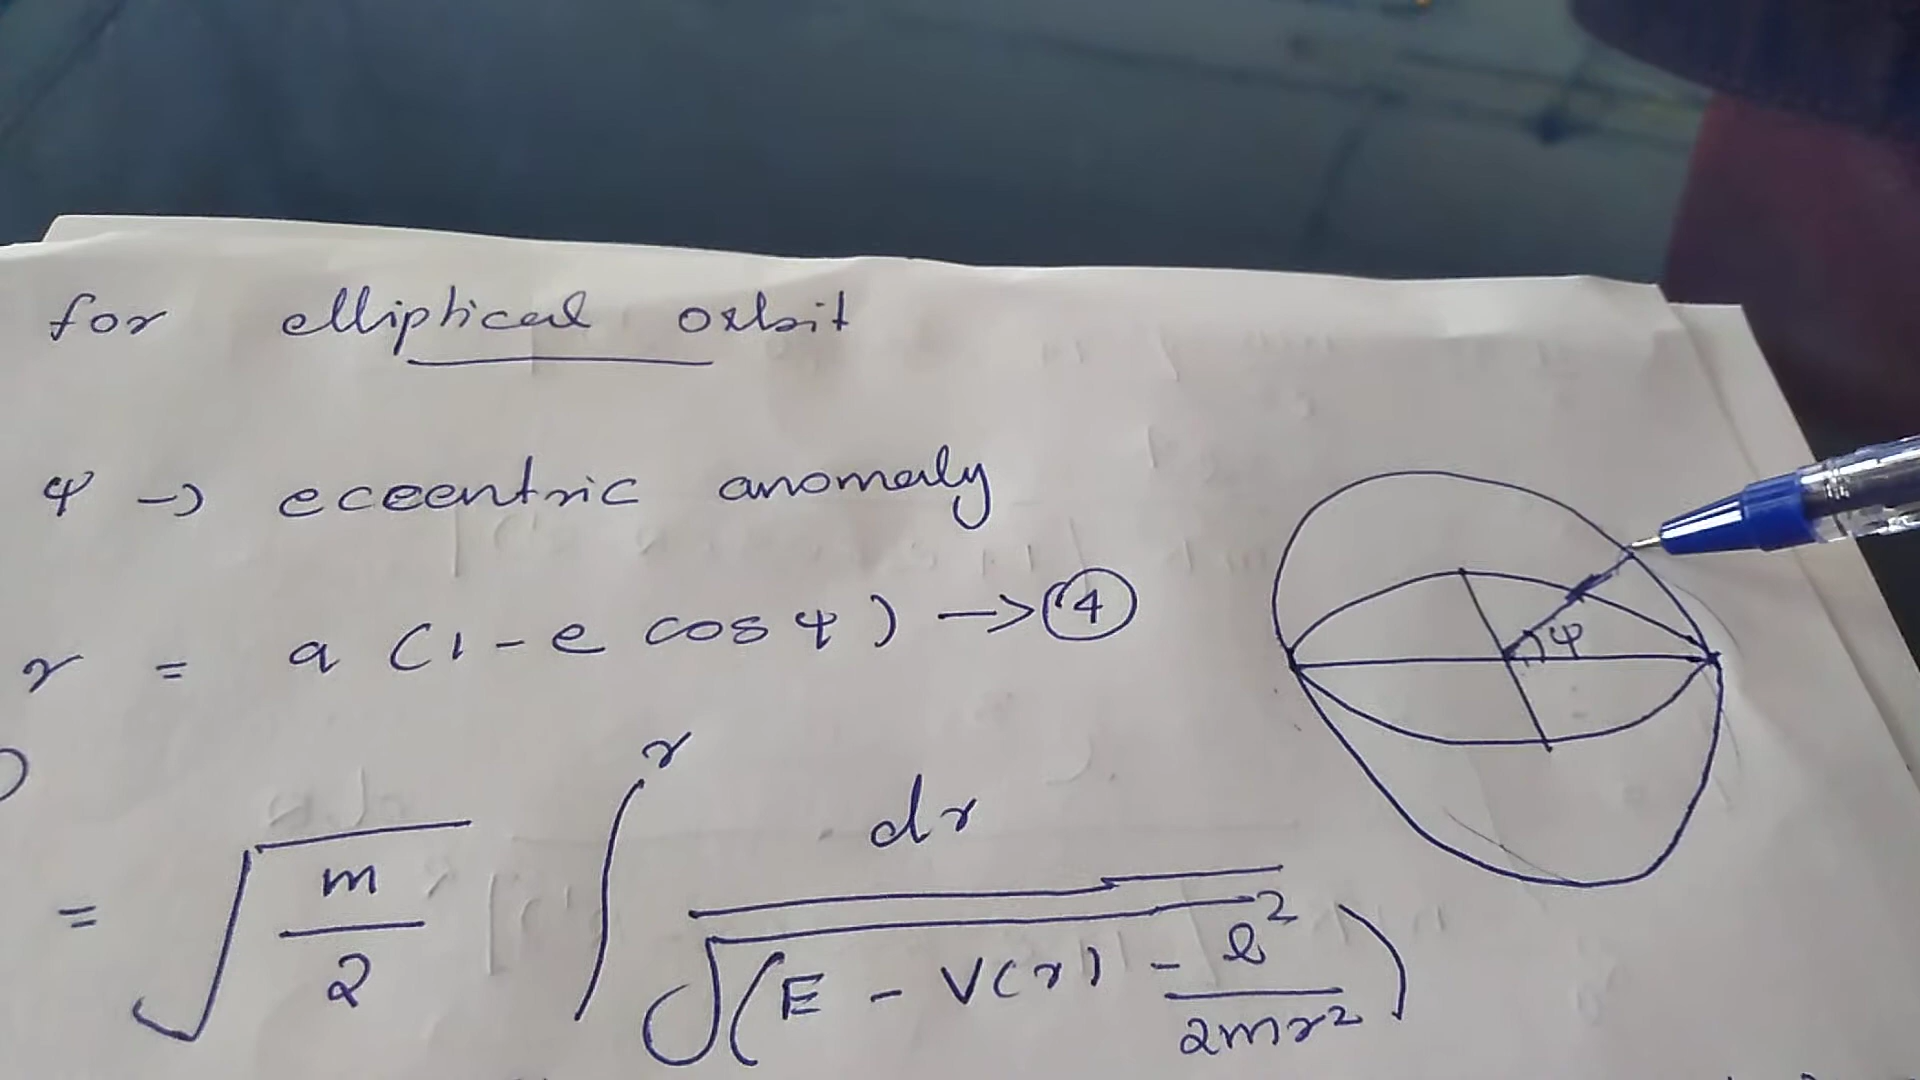 for elliptical orbit
ψ → eccentric anomaly
r = a (1 - e cos ψ) → ④
ψ
= √(m/2) ∫^r dr / √(E - V(r) - l²/2mr²)